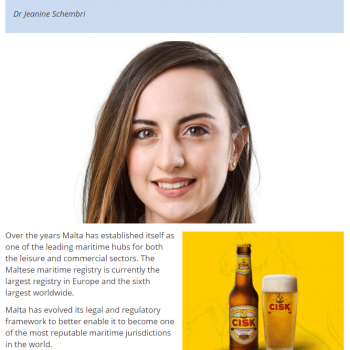 Dr Jeanine Schembri
Over the years Malta has established itself as
one of the leading maritime hubs for both
the leisure and commercial sectors. The
Maltese maritime registry is currently the
largest registry in Europe and the sixth
largest worldwide.
CISK
CISK
Malta has evolved its legal and regulatory
framework to better enable it to become one
of the most reputable maritime jurisdictions
in the world.